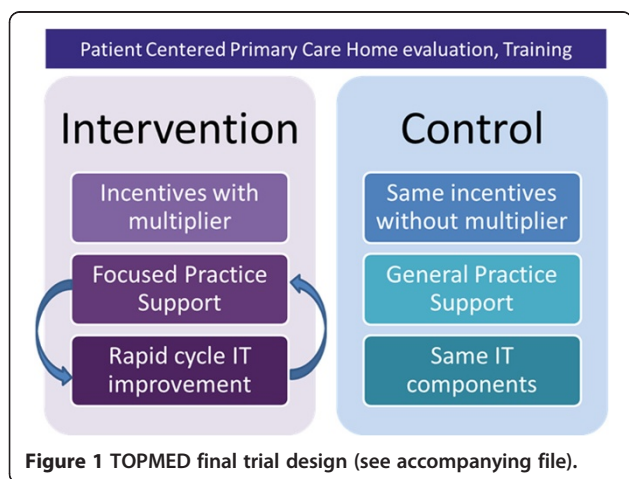 Patient Centered Primary Care Home evaluation, Training
Intervention
Incentives with
multiplier
Focused Practice
Support
Rapid cycle IT
improvement
Control
Same incentives
without multiplier
General Practice
Support
Same IT
components
Figure 1 TOPMED final trial design (see accompanying file).